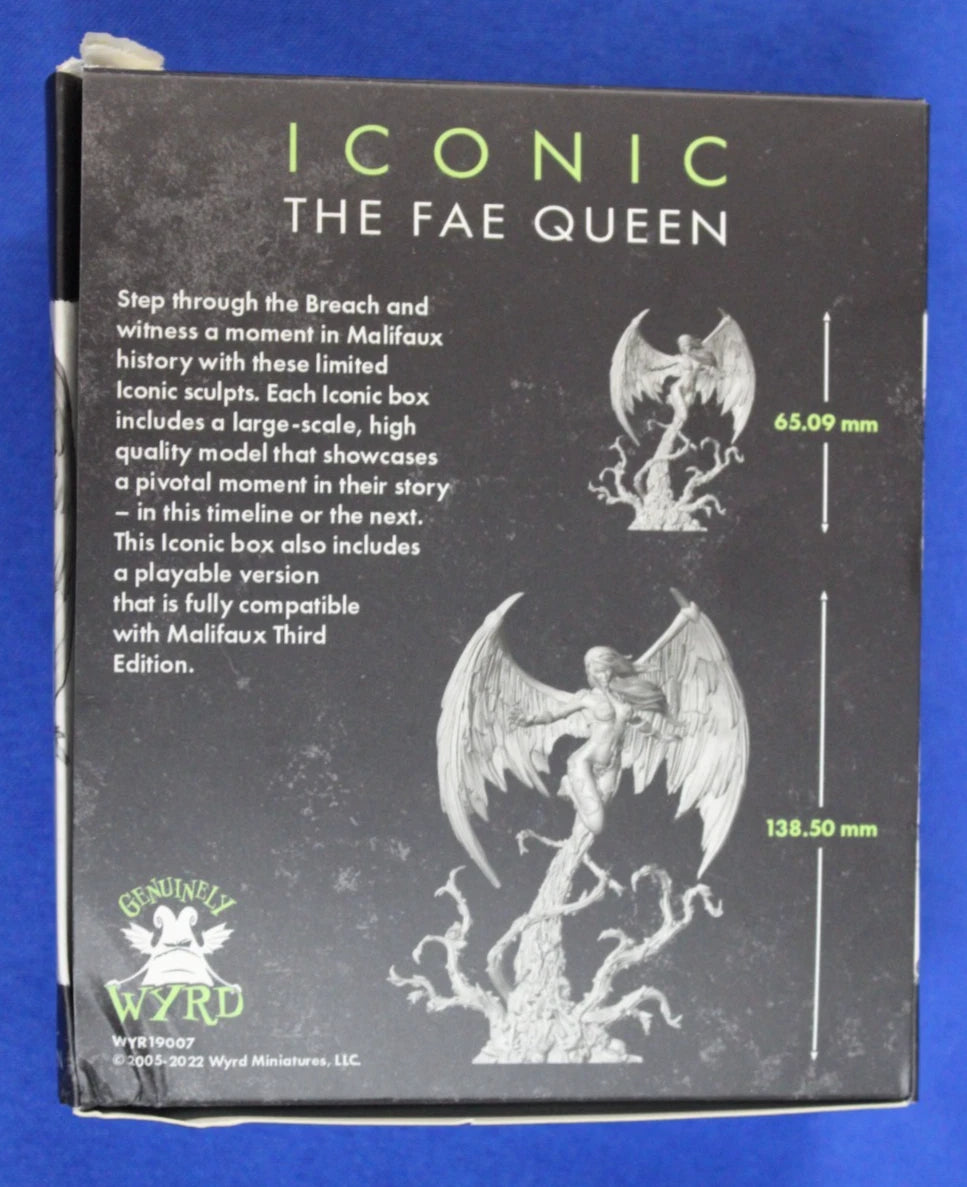 ICONIC
THE FAE QUEEN
Step through the Breach and
witness a moment in Malifaux
history with these limited
Iconic sculpts. Each Iconic box
includes a large-scale, high
quality model that showcases
a pivotal moment in their story
– in this timeline or the next.
This Iconic box also includes
a playable version
that is fully compatible
with Malifaux Third
Edition.
65.09 mm
138.50 mm
GENUINELY
WYRD
WYR19007
©2005-2022 Wyrd Miniatures, LLC.